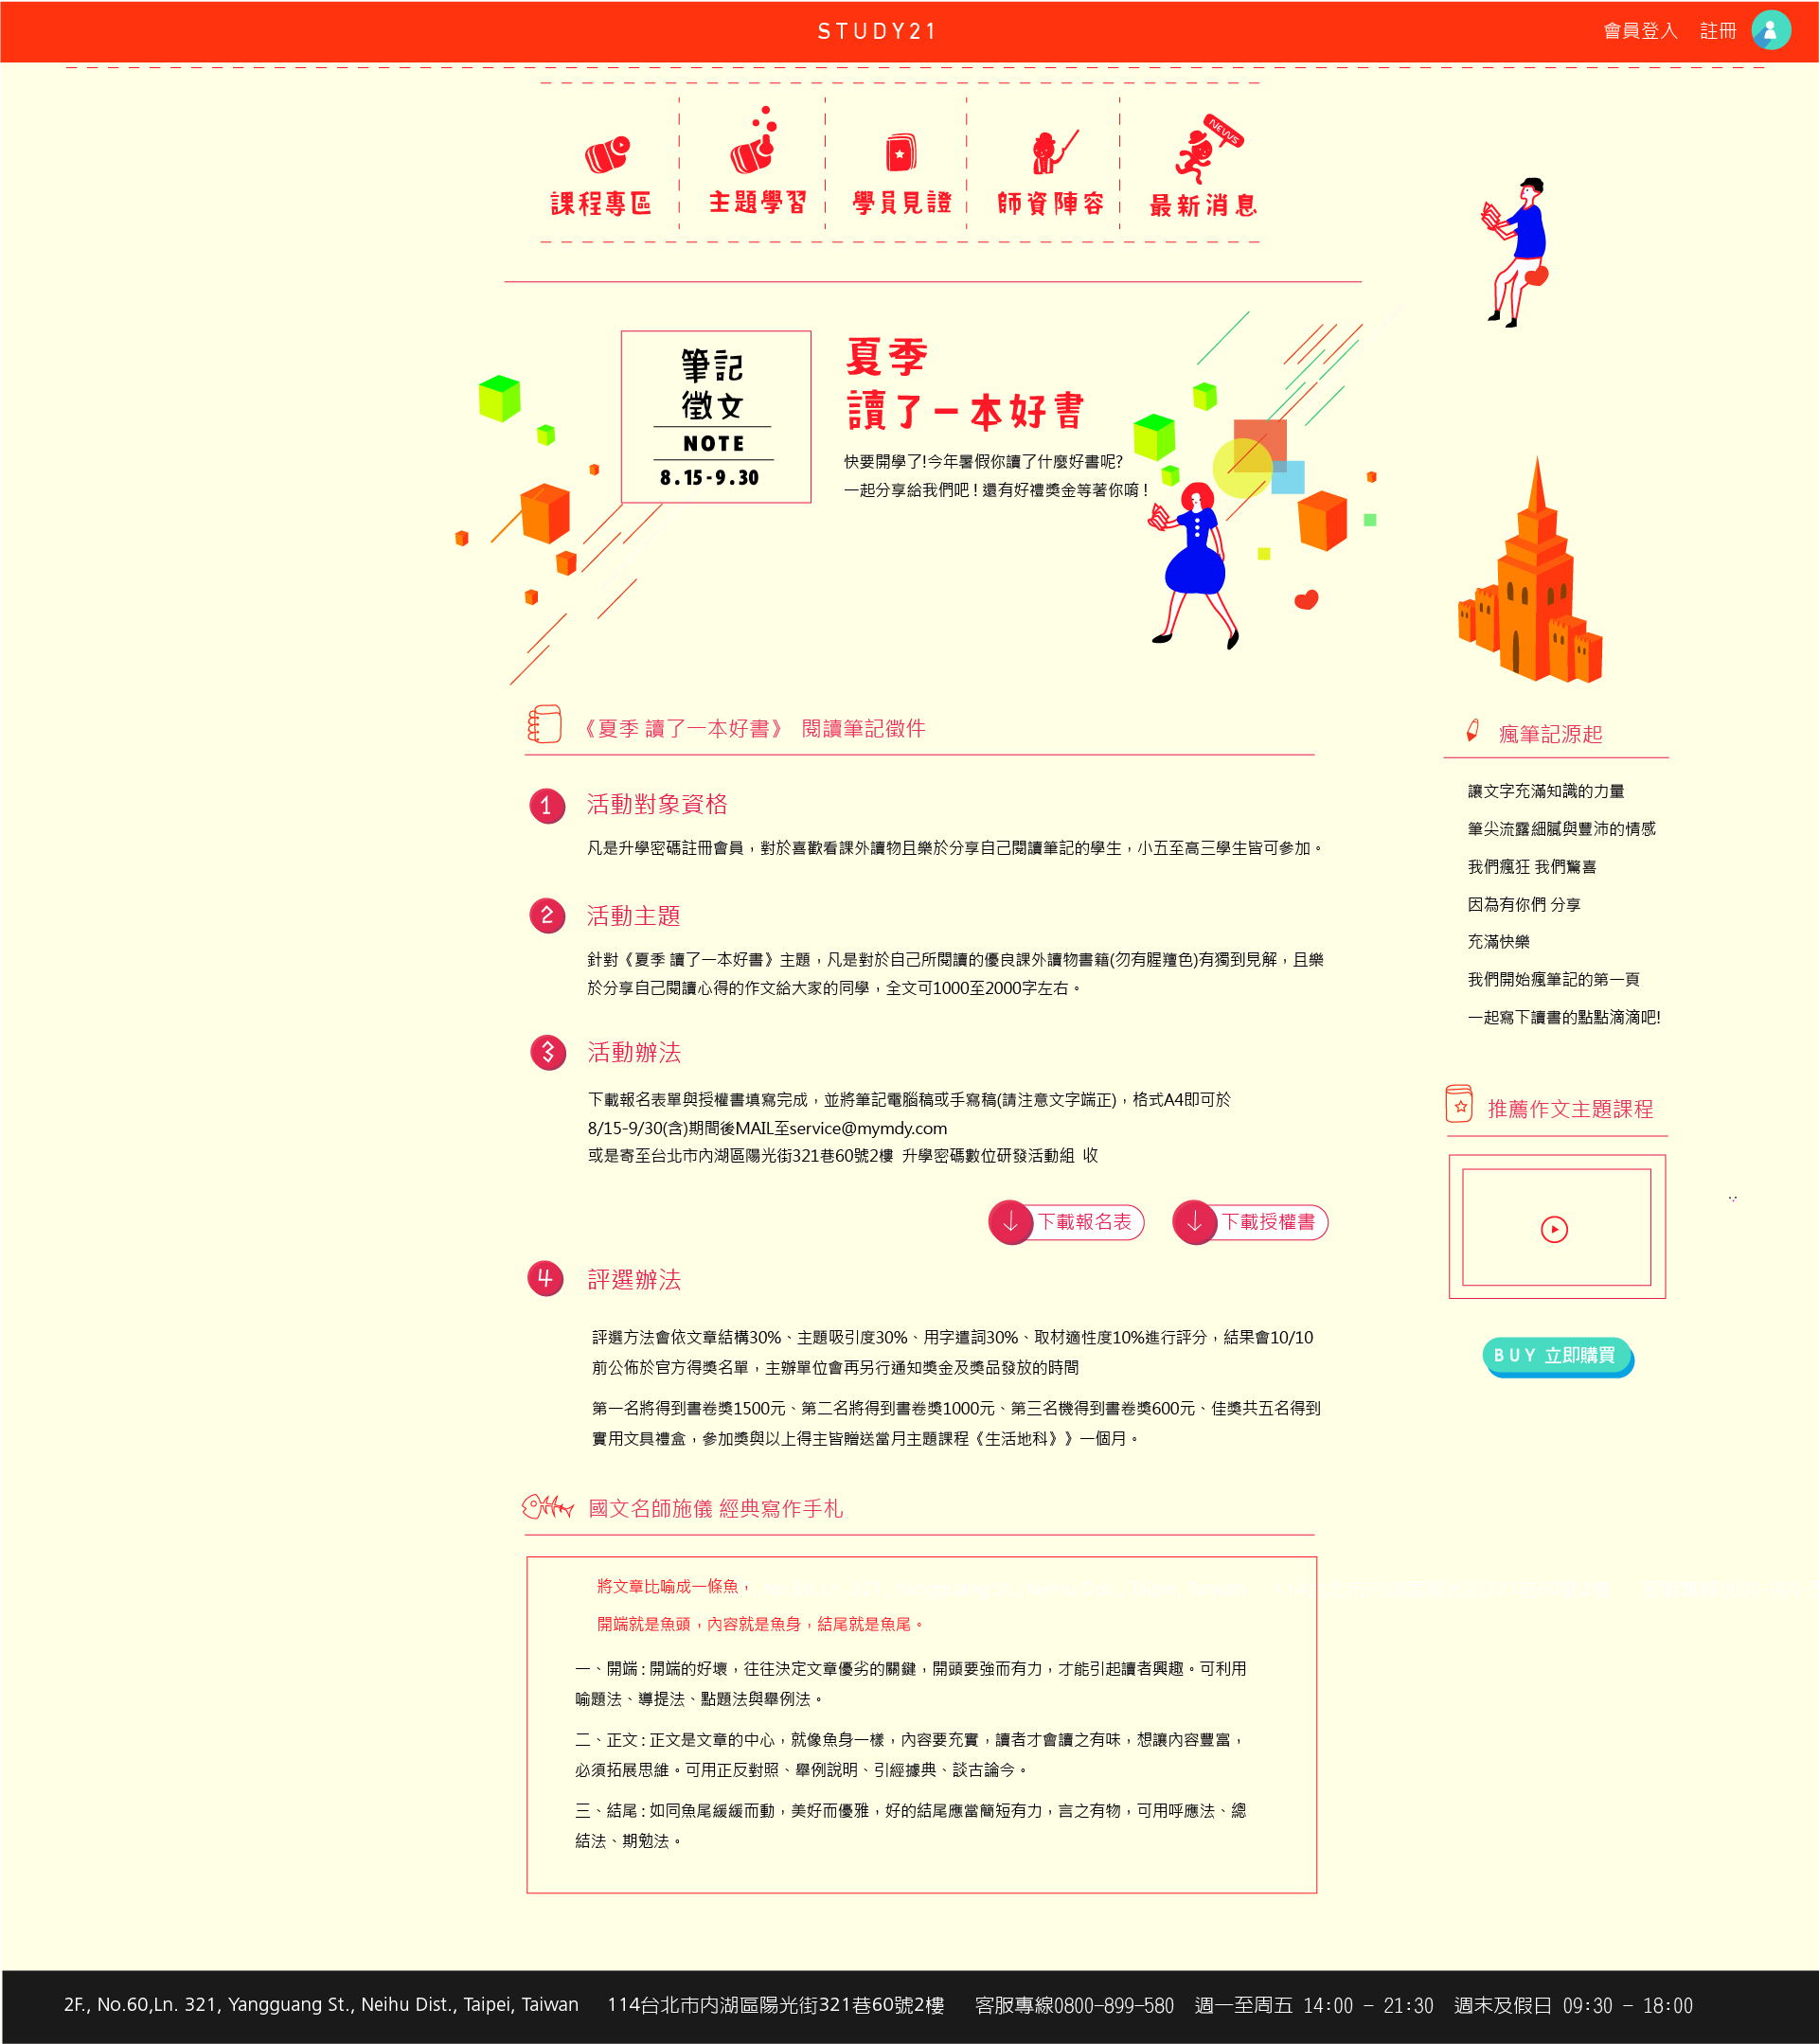 STUDY21
會員登入 註冊
NEWS
課程專區 主題學習 學員見證 師資陣容 最新消息
筆記
徵文
NOTE
8.15-9.30
夏季
讀了一本好書
快要開學了!今年暑假你讀了什麼好書呢?
一起分享給我們吧!還有好禮獎金等著你唷!
《夏季 讀了一本好書》 閱讀筆記徵件
1 活動對象資格
凡是升學密碼註冊會員，對於喜歡看課外讀物且樂於分享自己閱讀筆記的學生，小五至高三學生皆可參加。
2 活動主題
針對《夏季 讀了一本好書》主題，凡是對於自己所閱讀的優良課外讀物書籍(勿有腥羶色)有獨到見解，且樂
於分享自己閱讀心得的作文給大家的同學，全文可1000至2000字左右。
3 活動辦法
下載報名表單與授權書填寫完成，並將筆記電腦稿或手寫稿(請注意文字端正)，格式A4即可於
8/15-9/30(含)期間後MAIL至service@mymdy.com
或是寄至台北市內湖區陽光街321巷60號2樓 升學密碼數位研發活動組 收
下載報名表 下載授權書
4 評選辦法
評選方法會依文章結構30%、主題吸引度30%、用字遣詞30%、取材適性度10%進行評分，結果會10/10
前公佈於官方得獎名單，主辦單位會再另行通知獎金及獎品發放的時間
第一名將得到書卷獎1500元、第二名將得到書卷獎1000元、第三名機得到書卷獎600元、佳獎共五名得到
實用文具禮盒，參加獎與以上得主皆贈送當月主題課程《生活地科》》一個月。
國文名師施儀 經典寫作手札
將文章比喻成一條魚，
開端就是魚頭，內容就是魚身，結尾就是魚尾。
一、開端 : 開端的好壞，往往決定文章優劣的關鍵，開頭要強而有力，才能引起讀者興趣。可利用
喻題法、導提法、點題法與舉例法。
二、正文 : 正文是文章的中心，就像魚身一樣，內容要充實，讀者才會讀之有味，想讓內容豐富，
必須拓展思維。可用正反對照、舉例說明、引經據典、談古論今。
三、結尾 : 如同魚尾緩緩而動，美好而優雅，好的結尾應當簡短有力，言之有物，可用呼應法、總
結法、期勉法。
瘋筆記源起
讓文字充滿知識的力量
筆尖流露細膩與豐沛的情感
我們瘋狂 我們驚喜
因為有你們 分享
充滿快樂
我們開始瘋筆記的第一頁
一起寫下讀書的點點滴滴吧!
推薦作文主題課程
BUY 立即購買
2F., No.60,Ln. 321, Yangguang St., Neihu Dist., Taipei, Taiwan 114台北市內湖區陽光街321巷60號2樓 客服專線0800-899-580 週一至周五 14:00 - 21:30 週末及假日 09:30 - 18:00